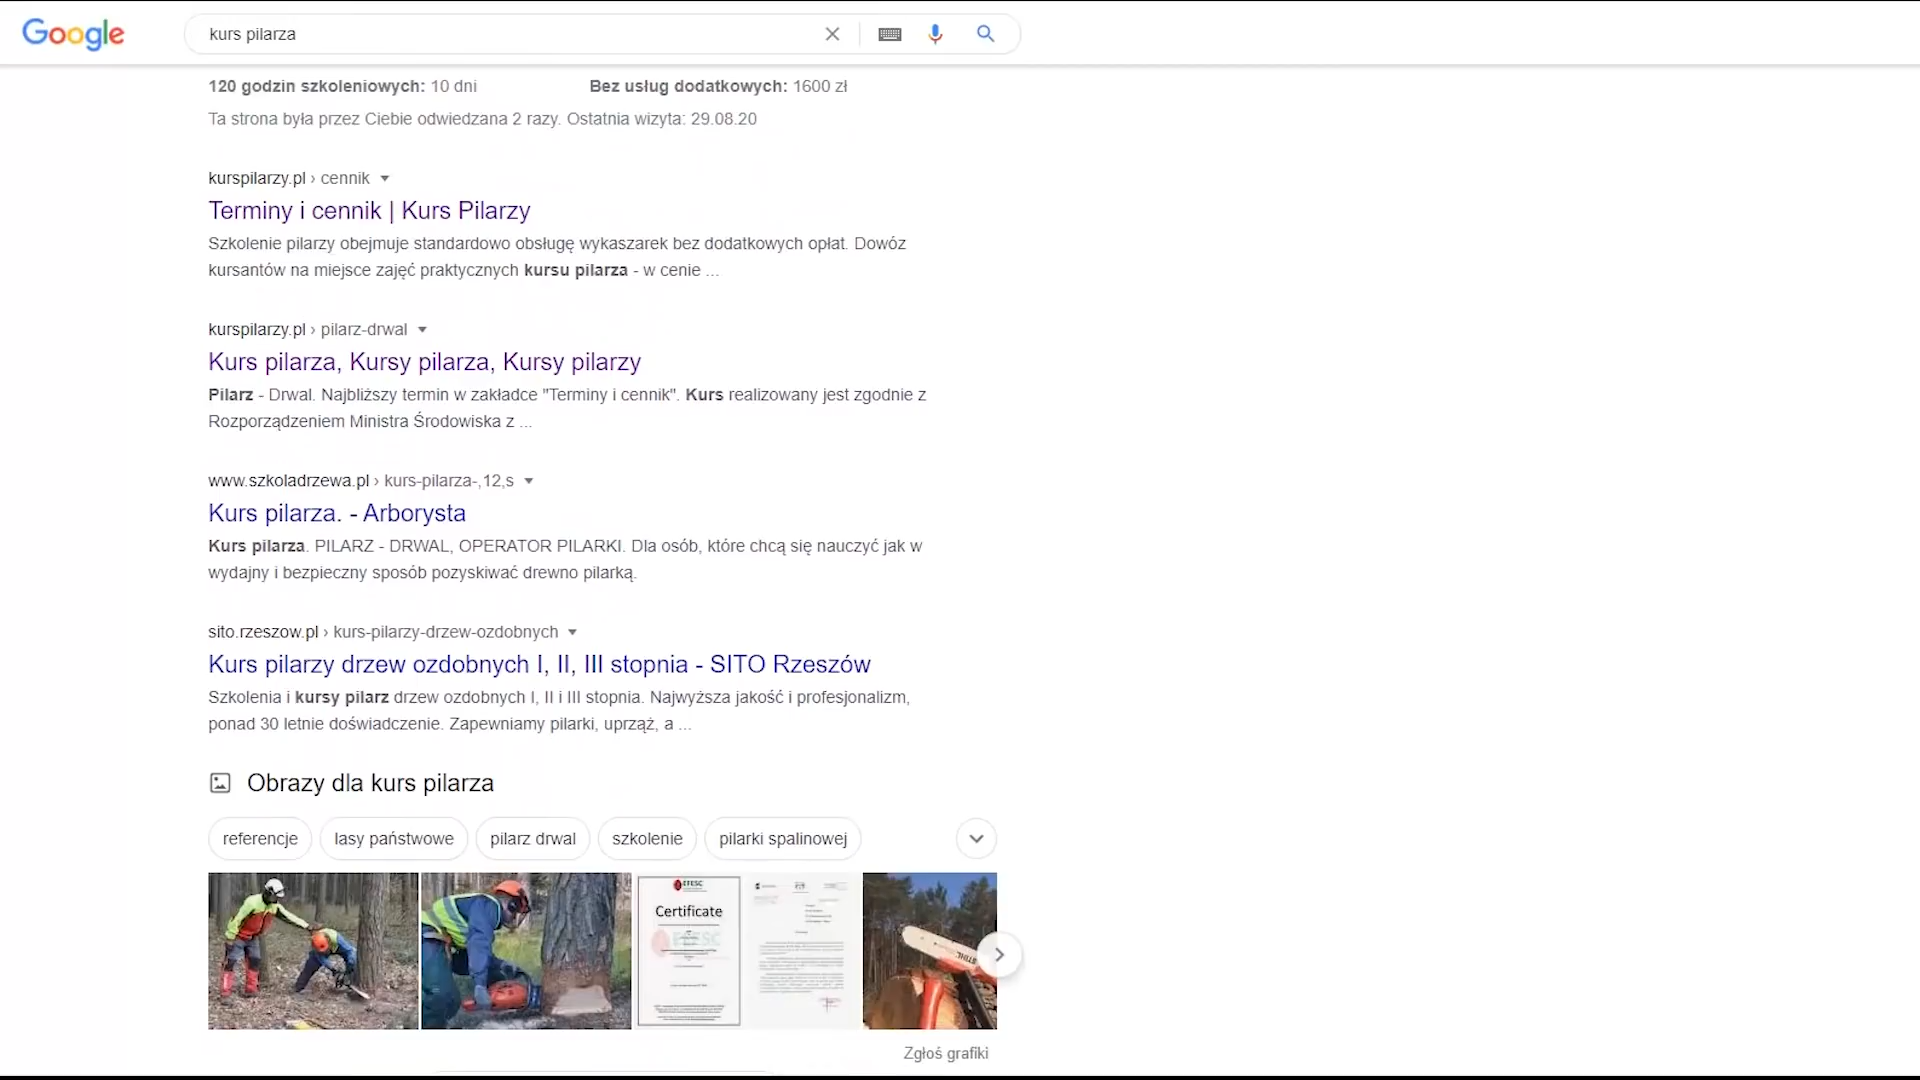 Google
kurs pilarza
120 godzin szkoleniowych: 10 dni
Bez usług dodatkowych: 1600 zł
Ta strona była przez Ciebie odwiedzana 2 razy. Ostatnia wizyta: 29.08.20
kurspilarzy.pl › cennik
Terminy i cennik | Kurs Pilarzy
Szkolenie pilarzy obejmuje standardowo obsługę wykaszarek bez dodatkowych opłat. Dowóz
kursantów na miejsce zajęć praktycznych kursu pilarza - w cenie ...
kurspilarzy.pl › pilarz-drwal
Kurs pilarza, Kursy pilarza, Kursy pilarzy
Pilarz - Drwal. Najbliższy termin w zakładce "Terminy i cennik". Kurs realizowany jest zgodnie z
Rozporządzeniem Ministra Środowiska z ...
www.szkoladrzewa.pl › kurs-pilarza-,12,s
Kurs pilarza. - Arborysta
Kurs pilarza. PILARZ - DRWAL, OPERATOR PILARKI. Dla osób, które chcą się nauczyć jak w
wydajny i bezpieczny sposób pozyskiwać drewno pilarką.
sito.rzeszow.pl › kurs-pilarzy-drzew-ozdobnych
Kurs pilarzy drzew ozdobnych I, II, III stopnia - SITO Rzeszów
Szkolenia i kursy pilarz drzew ozdobnych I, II i III stopnia. Najwyższa jakość i profesjonalizm,
ponad 30 letnie doświadczenie. Zapewniamy pilarki, uprząż, a ...
Obrazy dla kurs pilarza
referencje
lasy państwowe
pilarz drwal
szkolenie
pilarki spalinowej
EFESC
Certificate
EFESC
STIHL
Zgłoś grafiki